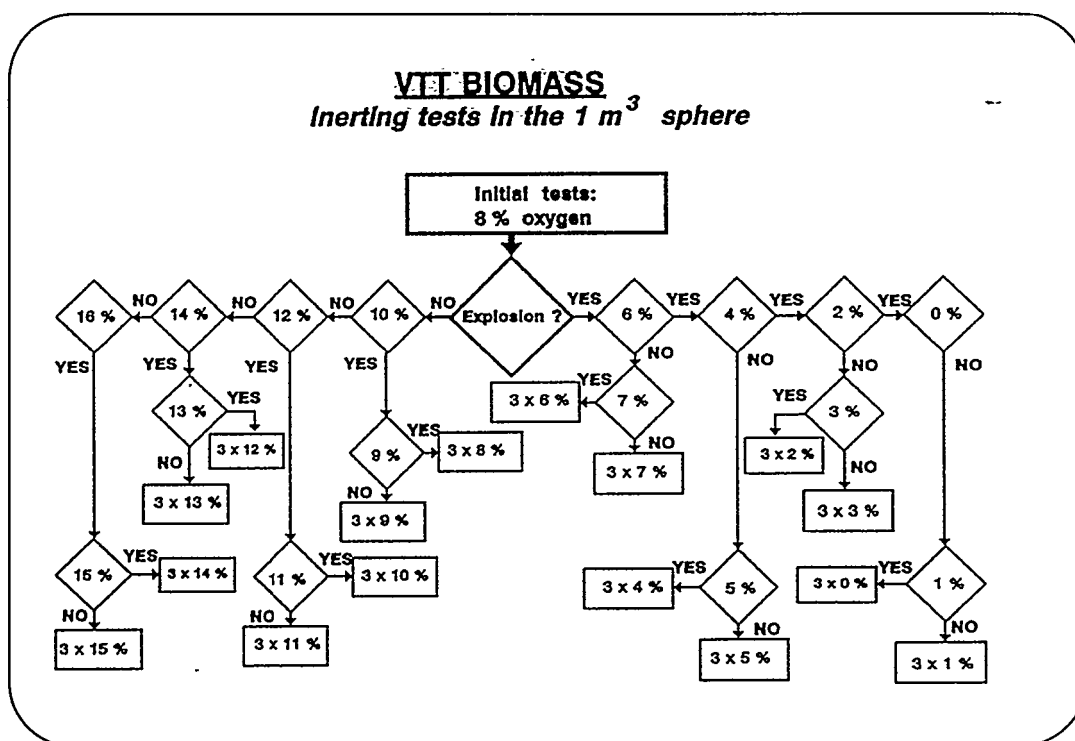 VTT BIOMASS
Inerting tests in the 1 m³ sphere
Initial tests:
8 % oxygen
16 % NO 14 % NO 12 % NO 10 % NO Explosion ? YES 6 % YES 4 % YES 2 % YES 0 %
YES YES YES YES NO NO NO NO
13 % YES 3 x 12 %
NO
3 x 13 %
9 % YES 3 x 8 %
NO
3 x 9 %
3 x 6 % YES 7 %
NO
3 x 7 %
YES 3 %
3 x 2 % NO
3 x 3 %
15 % YES 3 x 14 %
NO
3 x 15 %
11 % YES 3 x 10 %
NO
3 x 11 %
3 x 4 % YES 5 %
NO
3 x 5 %
3 x 0 % YES 1 %
NO
3 x 1 %